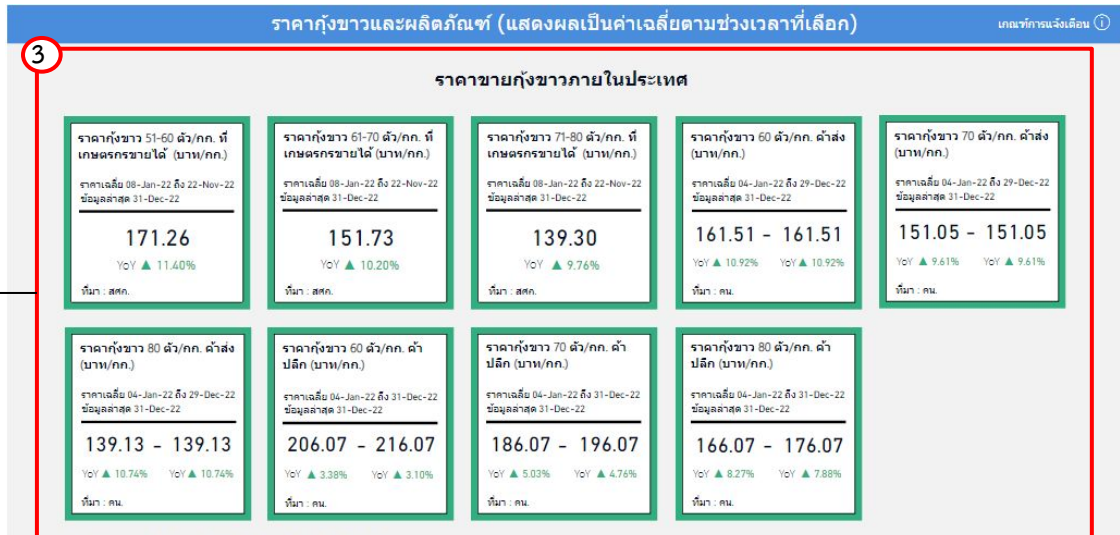 ราคากุ้งขาวและผลิตภัณฑ์ (แสดงผลเป็นค่าเฉลี่ยตามช่วงเวลาที่เลือก)
เกณฑ์การแจ้งเตือน ⓘ
3
ราคาขายกุ้งขาวภายในประเทศ
ราคากุ้งขาว 51-60 ตัว/กก. ที่
เกษตรกรขายได้ (บาท/กก.)
ราคาเฉลี่ย 08-Jan-22 ถึง 22-Nov-22
ข้อมูลล่าสุด 31-Dec-22
171.26
YoY ▲ 11.40%
ที่มา : สศก.
ราคากุ้งขาว 61-70 ตัว/กก. ที่
เกษตรกรขายได้ (บาท/กก.)
ราคาเฉลี่ย 08-Jan-22 ถึง 22-Nov-22
ข้อมูลล่าสุด 31-Dec-22
151.73
YoY ▲ 10.20%
ที่มา : สศก.
ราคากุ้งขาว 71-80 ตัว/กก. ที่
เกษตรกรขายได้ (บาท/กก.)
ราคาเฉลี่ย 08-Jan-22 ถึง 22-Nov-22
ข้อมูลล่าสุด 31-Dec-22
139.30
YoY ▲ 9.76%
ที่มา : สศก.
ราคากุ้งขาว 60 ตัว/กก. ค้าส่ง
(บาท/กก.)
ราคาเฉลี่ย 04-Jan-22 ถึง 29-Dec-22
ข้อมูลล่าสุด 31-Dec-22
161.51 - 161.51
YoY ▲ 10.92% YoY ▲ 10.92%
ที่มา : คน.
ราคากุ้งขาว 70 ตัว/กก. ค้าส่ง
(บาท/กก.)
ราคาเฉลี่ย 04-Jan-22 ถึง 29-Dec-22
ข้อมูลล่าสุด 31-Dec-22
151.05 - 151.05
YoY ▲ 9.61% YoY ▲ 9.61%
ที่มา : คน.
ราคากุ้งขาว 80 ตัว/กก. ค้าส่ง
(บาท/กก.)
ราคาเฉลี่ย 04-Jan-22 ถึง 29-Dec-22
ข้อมูลล่าสุด 31-Dec-22
139.13 - 139.13
YoY ▲ 10.74% YoY ▲ 10.74%
ที่มา : คน.
ราคากุ้งขาว 60 ตัว/กก. ค้า
ปลีก (บาท/กก.)
ราคาเฉลี่ย 04-Jan-22 ถึง 31-Dec-22
ข้อมูลล่าสุด 31-Dec-22
206.07 - 216.07
YoY ▲ 3.38% YoY ▲ 3.10%
ที่มา : คน.
ราคากุ้งขาว 70 ตัว/กก. ค้า
ปลีก (บาท/กก.)
ราคาเฉลี่ย 04-Jan-22 ถึง 31-Dec-22
ข้อมูลล่าสุด 31-Dec-22
186.07 - 196.07
YoY ▲ 5.03% YoY ▲ 4.76%
ที่มา : คน.
ราคากุ้งขาว 80 ตัว/กก. ค้า
ปลีก (บาท/กก.)
ราคาเฉลี่ย 04-Jan-22 ถึง 31-Dec-22
ข้อมูลล่าสุด 31-Dec-22
166.07 - 176.07
YoY ▲ 8.27% YoY ▲ 7.88%
ที่มา : คน.